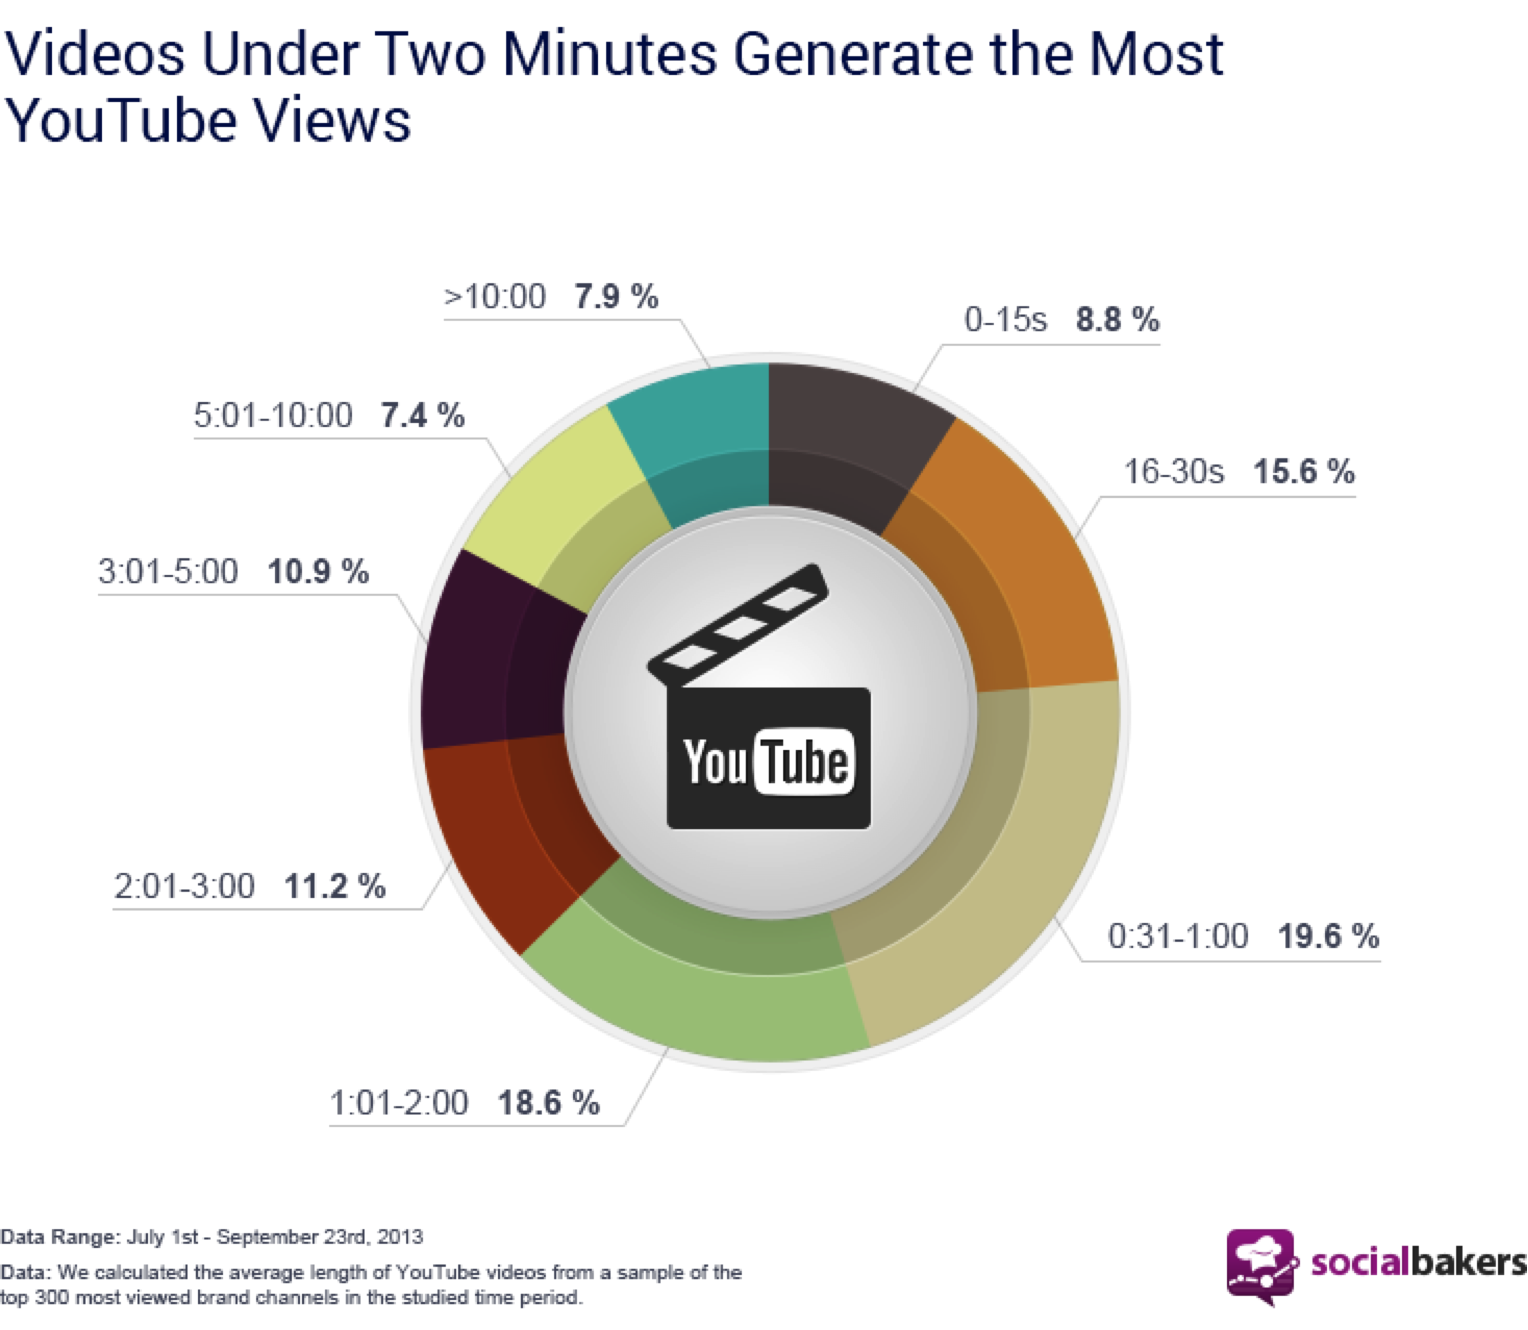 Videos Under Two Minutes Generate the Most
YouTube Views
>10:00 7.9 %
0-15s 8.8 %
5:01-10:00 7.4 %
16-30s 15.6 %
3:01-5:00 10.9 %
YouTube
2:01-3:00 11.2 %
0:31-1:00 19.6 %
1:01-2:00 18.6 %
Data Range: July 1st - September 23rd, 2013
Data: We calculated the average length of YouTube videos from a sample of the
top 300 most viewed brand channels in the studied time period.
socialbakers